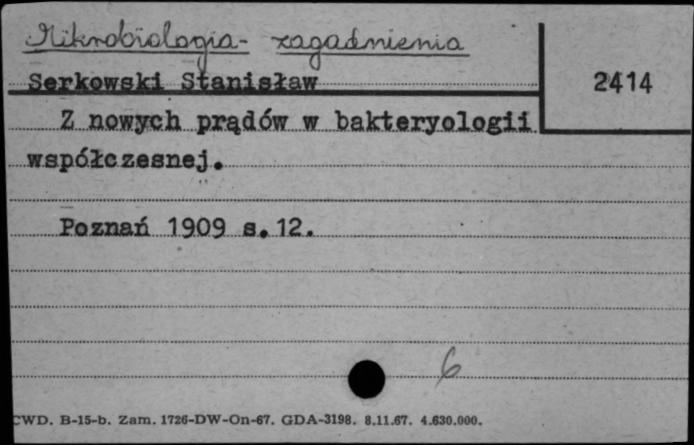 Mikrobiologia - zagadnienia
Serkowski Stanisław
2414
Z nowych prądów w bakteryologii
współczesnej.
Poznań 1909 s.12.
6
CWD. B-15-b. Zam. 1726-DW-On-67. GDA-3198. 8.11.67. 4.630.000.